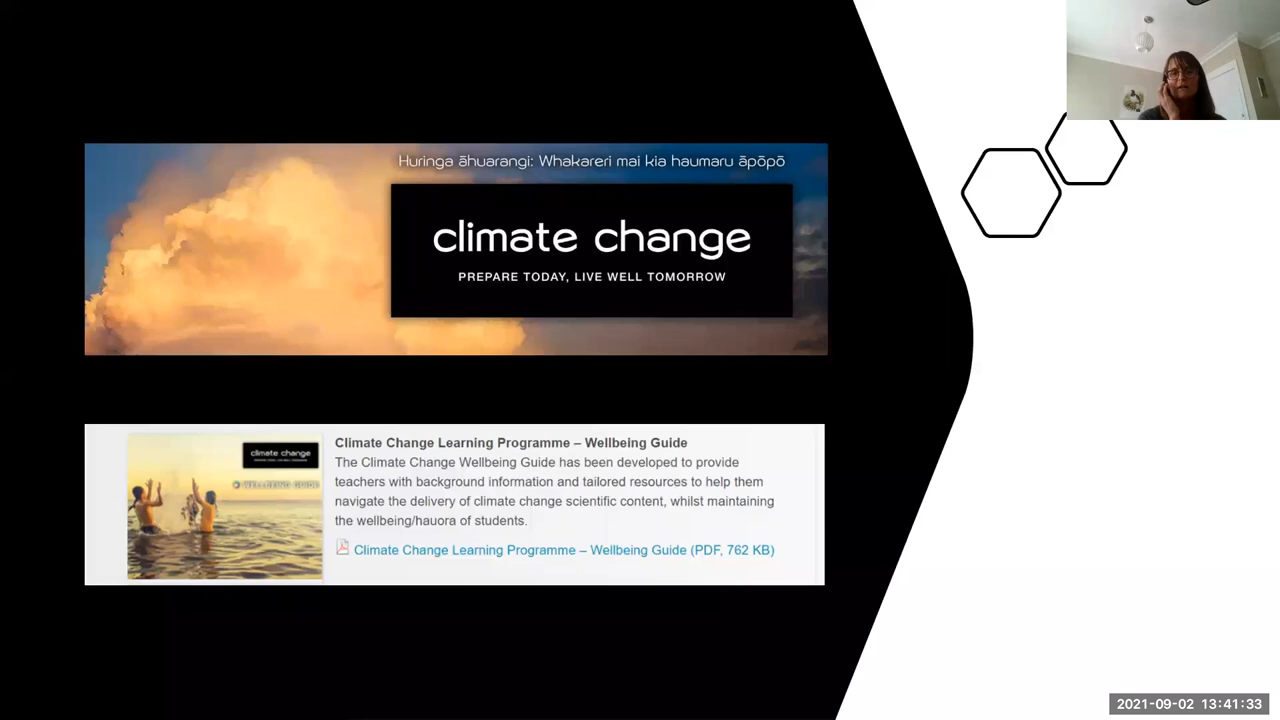 Huringa āhuarangi: Whakareri mai kia haumaru āpōpō
climate change
PREPARE TODAY, LIVE WELL TOMORROW
climate change
WELLBEING GUIDE
Climate Change Learning Programme – Wellbeing Guide
The Climate Change Wellbeing Guide has been developed to provide
teachers with background information and tailored resources to help them
navigate the delivery of climate change scientific content, whilst maintaining
the wellbeing/hauora of students.
Climate Change Learning Programme – Wellbeing Guide (PDF, 762 KB)
2021-09-02 13:41:33